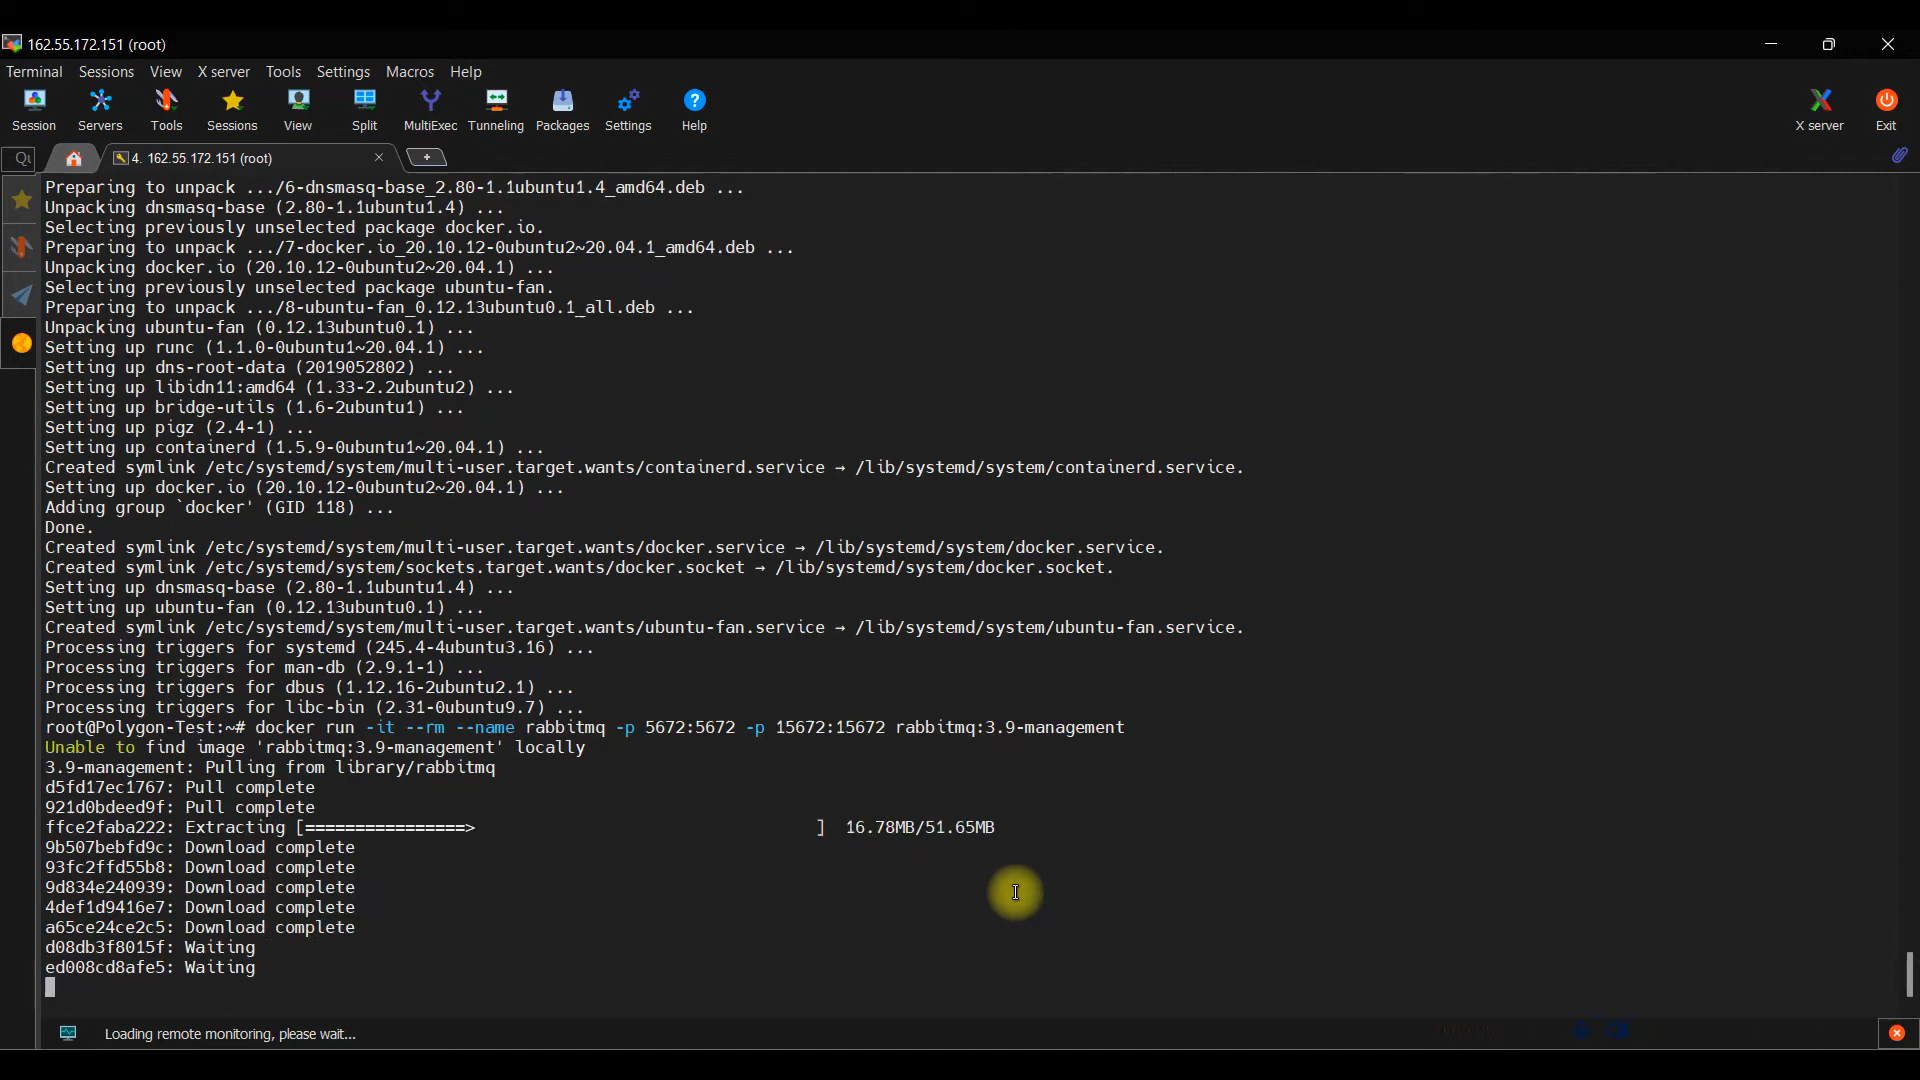 162.55.172.151 (root)
Terminal Sessions View X server Tools Settings Macros Help
Session Servers Tools Sessions View Split MultiExec Tunneling Packages Settings Help X server Exit
4. 162.55.172.151 (root)
Preparing to unpack .../6-dnsmasq-base_2.80-1.1ubuntu1.4_amd64.deb ...
Unpacking dnsmasq-base (2.80-1.1ubuntu1.4) ...
Selecting previously unselected package docker.io.
Preparing to unpack .../7-docker.io_20.10.12-0ubuntu2~20.04.1_amd64.deb ...
Unpacking docker.io (20.10.12-0ubuntu2~20.04.1) ...
Selecting previously unselected package ubuntu-fan.
Preparing to unpack .../8-ubuntu-fan_0.12.13ubuntu0.1_all.deb ...
Unpacking ubuntu-fan (0.12.13ubuntu0.1) ...
Setting up runc (1.1.0-0ubuntu1~20.04.1) ...
Setting up dns-root-data (2019052802) ...
Setting up libidn11:amd64 (1.33-2.2ubuntu2) ...
Setting up bridge-utils (1.6-2ubuntu1) ...
Setting up pigz (2.4-1) ...
Setting up containerd (1.5.9-0ubuntu1~20.04.1) ...
Created symlink /etc/systemd/system/multi-user.target.wants/containerd.service → /lib/systemd/system/containerd.service.
Setting up docker.io (20.10.12-0ubuntu2~20.04.1) ...
Adding group `docker' (GID 118) ...
Done.
Created symlink /etc/systemd/system/multi-user.target.wants/docker.service → /lib/systemd/system/docker.service.
Created symlink /etc/systemd/system/sockets.target.wants/docker.socket → /lib/systemd/system/docker.socket.
Setting up dnsmasq-base (2.80-1.1ubuntu1.4) ...
Setting up ubuntu-fan (0.12.13ubuntu0.1) ...
Created symlink /etc/systemd/system/multi-user.target.wants/ubuntu-fan.service → /lib/systemd/system/ubuntu-fan.service.
Processing triggers for systemd (245.4-4ubuntu3.16) ...
Processing triggers for man-db (2.9.1-1) ...
Processing triggers for dbus (1.12.16-2ubuntu2.1) ...
Processing triggers for libc-bin (2.31-0ubuntu9.7) ...
root@Polygon-Test:~# docker run -it --rm --name rabbitmq -p 5672:5672 -p 15672:15672 rabbitmq:3.9-management
Unable to find image 'rabbitmq:3.9-management' locally
3.9-management: Pulling from library/rabbitmq
d5fd17ec1767: Pull complete
921d0bdeed9f: Pull complete
ffce2faba222: Extracting [================>                                  ]  16.78MB/51.65MB
9b507bebfd9c: Download complete
93fc2ffd55b8: Download complete
9d834e240939: Download complete
4def1d9416e7: Download complete
a65ce24ce2c5: Download complete
d08db3f8015f: Waiting
ed008cd8afe5: Waiting
Loading remote monitoring, please wait...